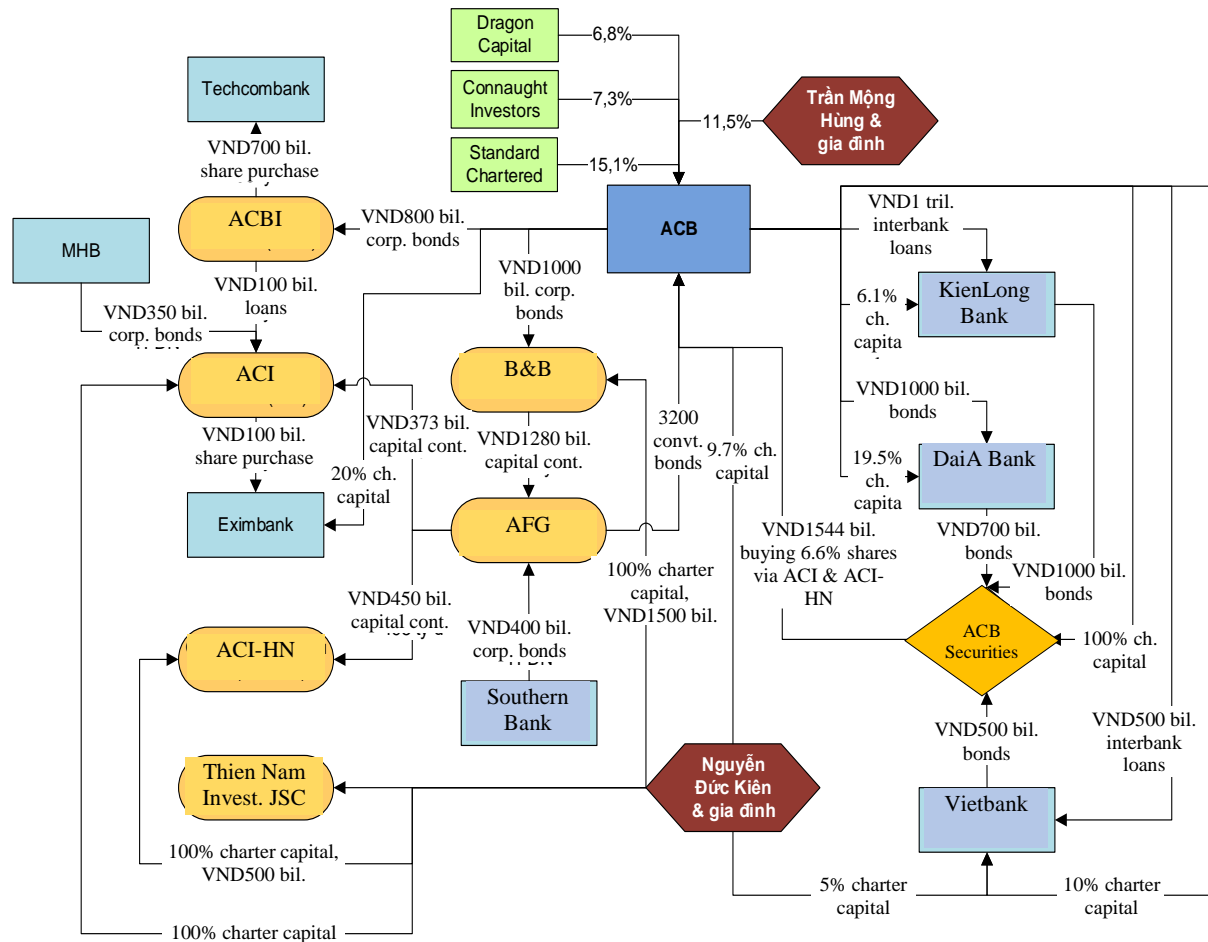 Dragon
Capital
6,8%
Connaught
Investors
7,3%
Standard
Chartered
15,1%
Trần Mộng
Hùng &
gia đình
11,5%
Techcombank
VND700 bil.
share purchase
ACBI
VND800 bil.
corp. bonds
ACB
VND1 tril.
interbank
loans
MHB
VND100 bil.
loans
VND350 bil.
corp. bonds
VND1000
bil. corp.
bonds
KienLong
Bank
6.1%
ch.
capita
ACI
B&B
VND1000 bil.
bonds
VND100 bil.
share purchase
VND373 bil.
capital cont.
VND1280 bil.
capital cont.
3200
convt.
bonds
9.7% ch.
capital
DaiA Bank
19.5%
ch.
capita
20% ch.
capital
Eximbank
AFG
VND1544 bil.
buying 6.6% shares
via ACI & ACI-
HN
VND700 bil.
bonds
VND1000 bil.
bonds
100% charter
capital,
VND1500 bil.
VND450 bil.
capital cont.
VND400 bil.
corp. bonds
ACI-HN
ACB
Securities
100% ch.
capital
Southern
Bank
VND500 bil.
bonds
VND500 bil.
interbank
loans
Thien Nam
Invest. JSC
Nguyễn
Đức Kiên
& gia đình
Vietbank
100% charter capital,
VND500 bil.
5% charter
capital
10% charter
capital
100% charter capital